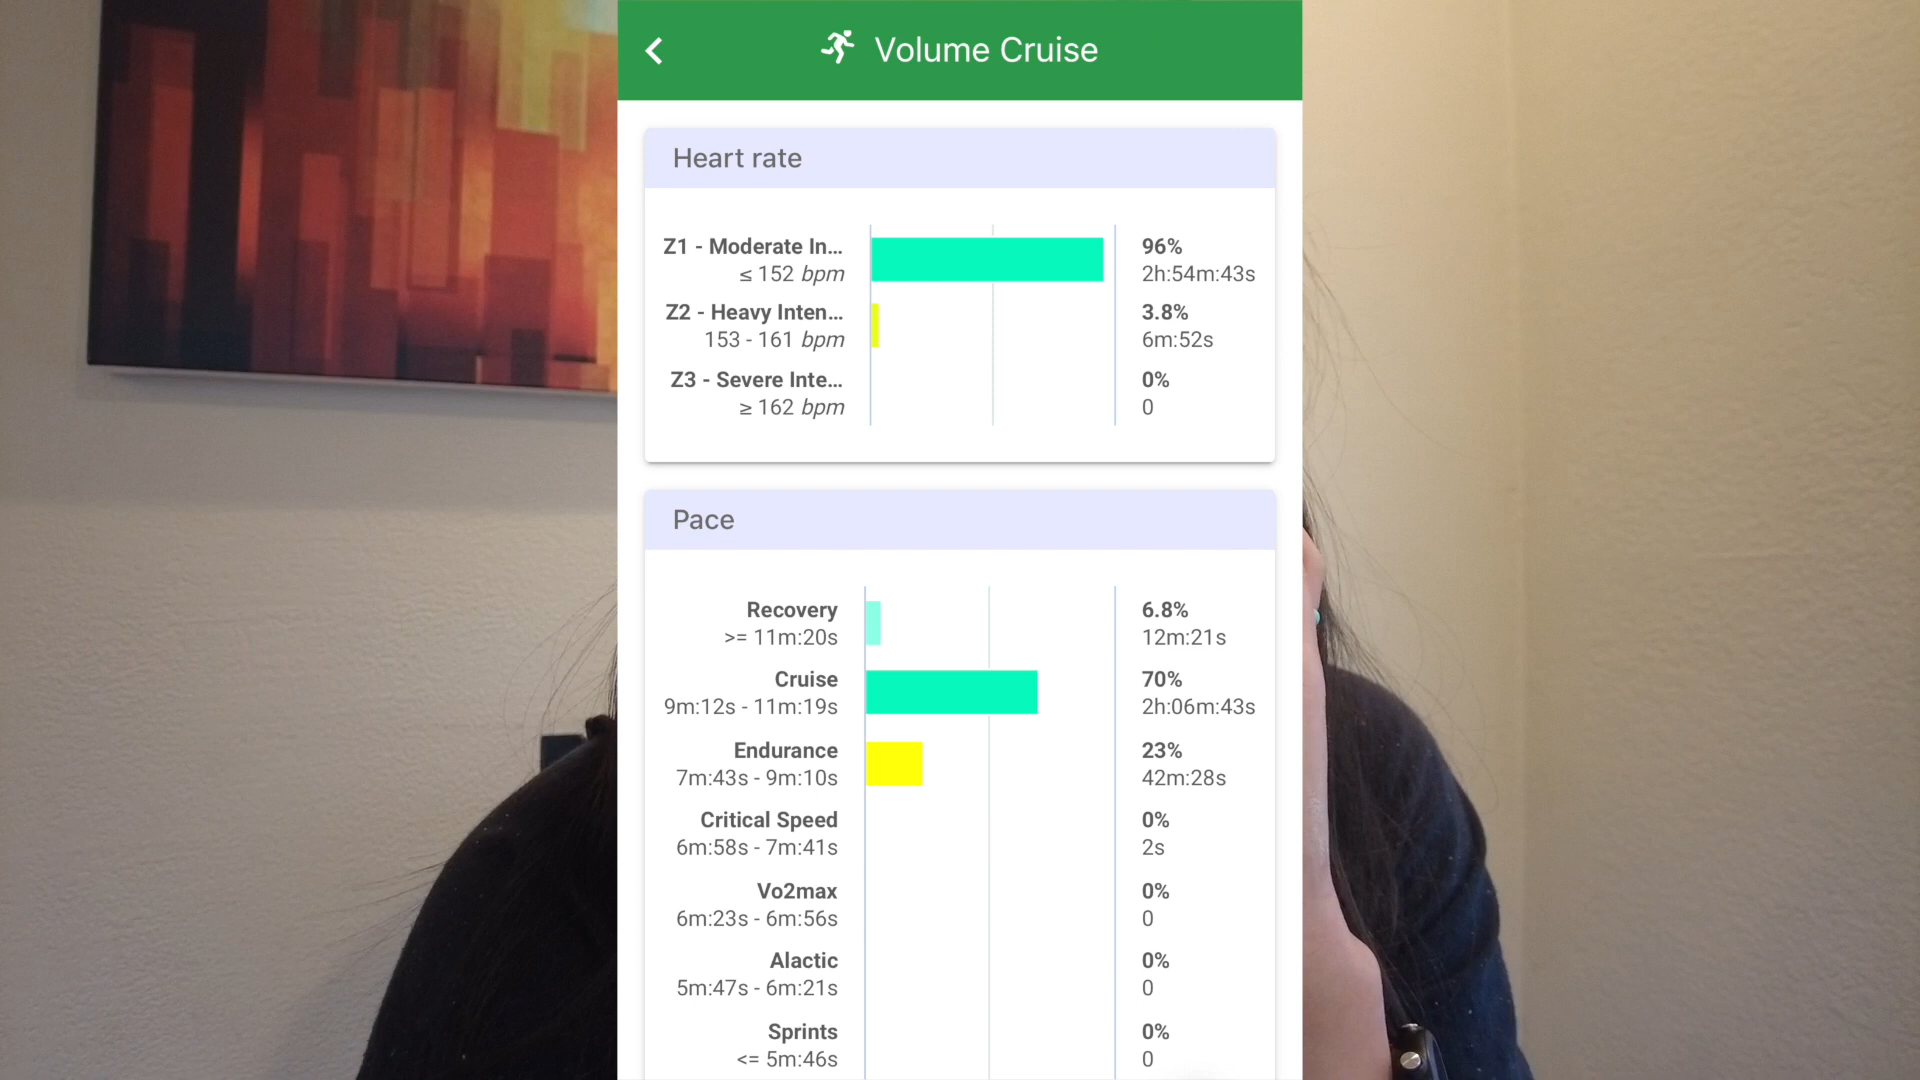 Volume Cruise
Heart rate
Z1 - Moderate In...
≤ 152 bpm
96%
2h:54m:43s
Z2 - Heavy Inten...
153 - 161 bpm
3.8%
6m:52s
Z3 - Severe Inte...
≥ 162 bpm
0%
0
Pace
Recovery
>= 11m:20s
6.8%
12m:21s
Cruise
9m:12s - 11m:19s
70%
2h:06m:43s
Endurance
7m:43s - 9m:10s
23%
42m:28s
Critical Speed
6m:58s - 7m:41s
0%
2s
Vo2max
6m:23s - 6m:56s
0%
0
Alactic
5m:47s - 6m:21s
0%
0
Sprints
<= 5m:46s
0%
0